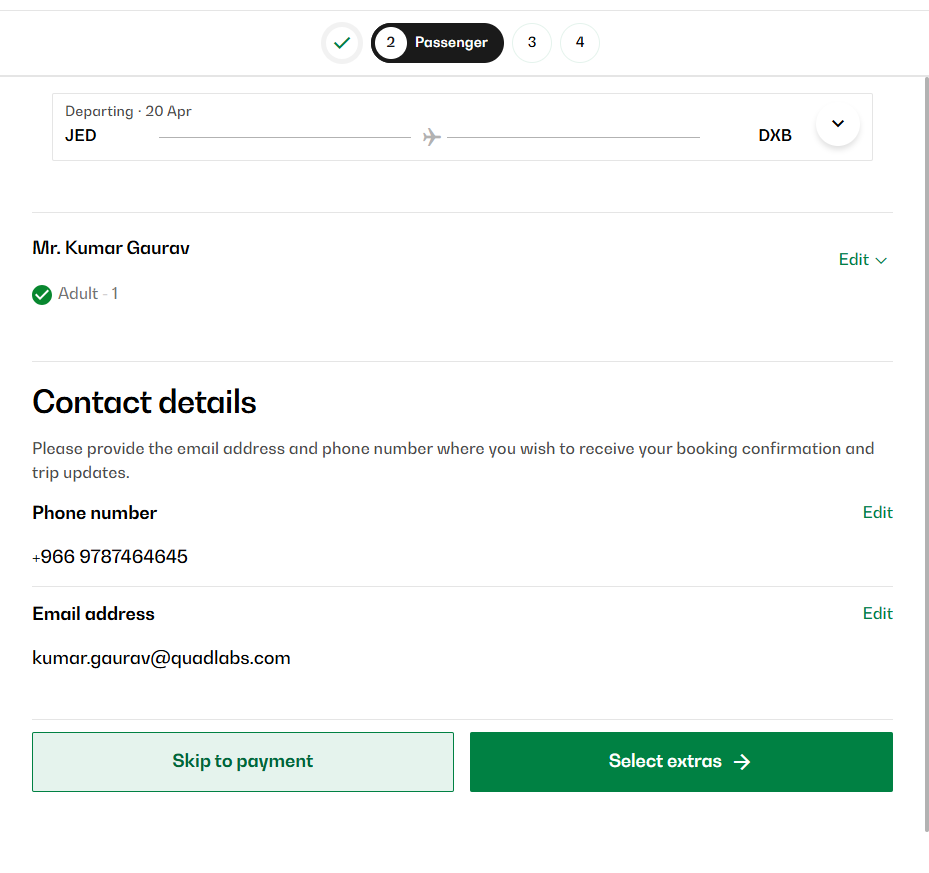 2 Passenger 3 4
Departing · 20 Apr
JED DXB
Mr. Kumar Gaurav
Edit
Adult - 1
Contact details
Please provide the email address and phone number where you wish to receive your booking confirmation and
trip updates.
Phone number Edit
+966 9787464645
Email address Edit
kumar.gaurav@quadlabs.com
Skip to payment Select extras →